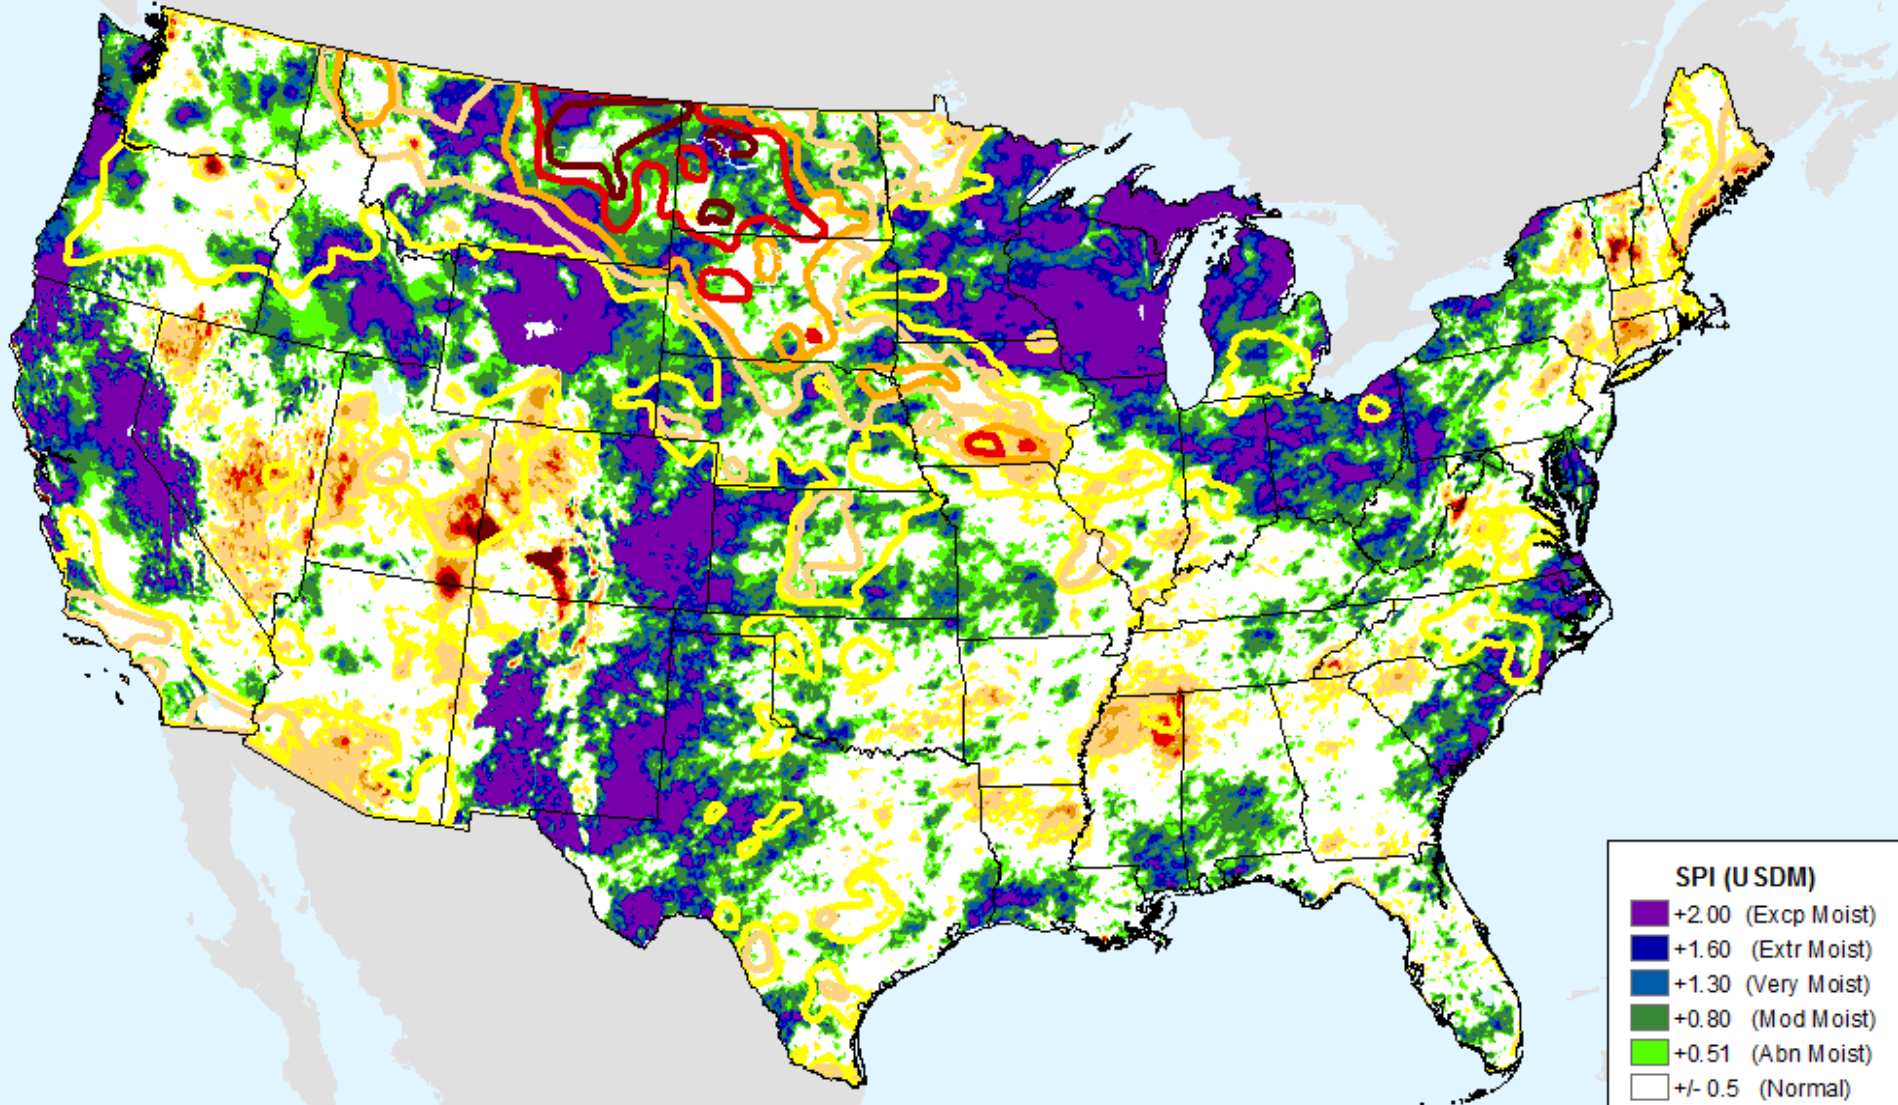 SPI (USDM)
+2.00 (Excp Moist)
+1.60 (Extr Moist)
+1.30 (Very Moist)
+0.80 (Mod Moist)
+0.51 (Abn Moist)
+/- 0.5 (Normal)